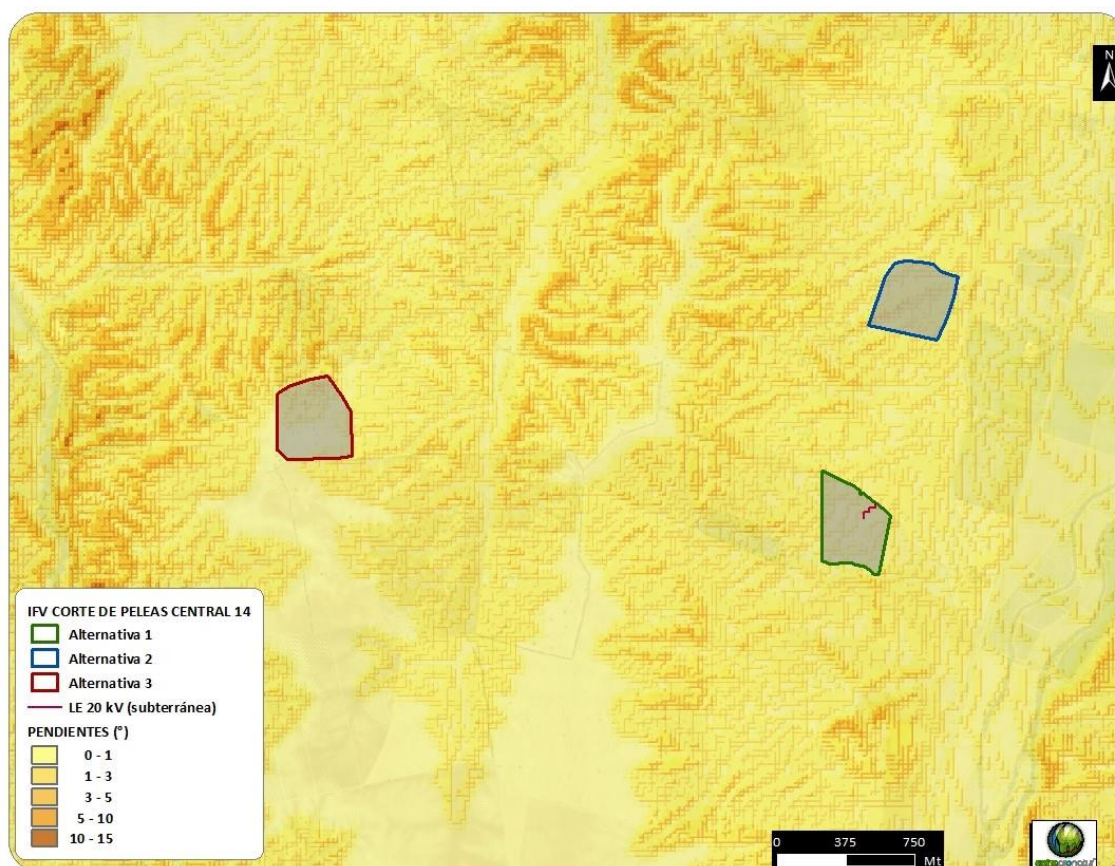 N
IFV CORTE DE PELEAS CENTRAL 14
Alternativa 1
Alternativa 2
Alternativa 3
LE 20 kV (subterránea)
PENDIENTES (°)
0 - 1
1 - 3
3 - 5
5 - 10
10 - 15
0 375 750
Mt